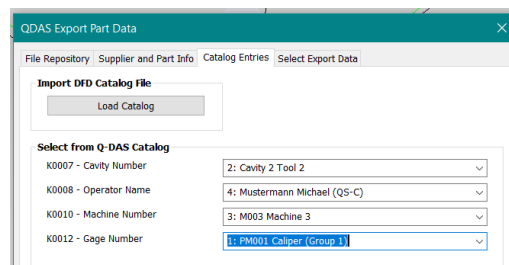 QDAS Export Part Data
File Repository Supplier and Part Info Catalog Entries Select Export Data
Import DFD Catalog File
Load Catalog
Select from Q-DAS Catalog
K0007 - Cavity Number 2: Cavity 2 Tool 2
K0008 - Operator Name 4: Mustermann Michael (QS-C)
K0010 - Machine Number 3: M003 Machine 3
K0012 - Gage Number 1: PM001 Caliper (Group 1)